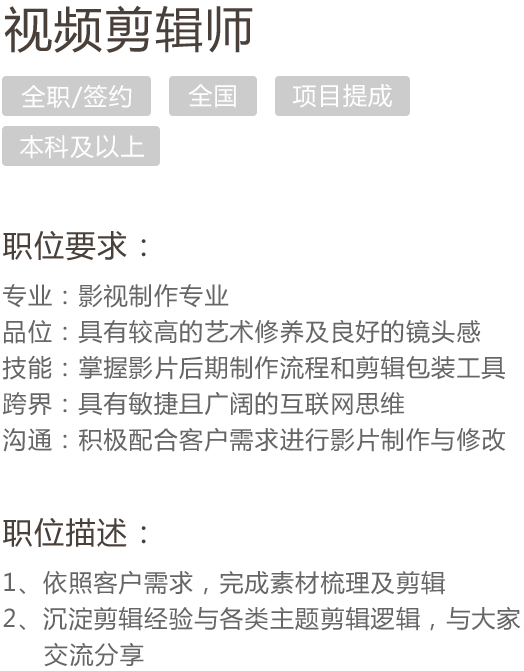 视频剪辑师
全职/签约 全国 项目提成
本科及以上
职位要求：
专业：影视制作专业
品位：具有较高的艺术修养及良好的镜头感
技能：掌握影片后期制作流程和剪辑包装工具
跨界：具有敏捷且广阔的互联网思维
沟通：积极配合客户需求进行影片制作与修改
职位描述：
1、依照客户需求，完成素材梳理及剪辑
2、沉淀剪辑经验与各类主题剪辑逻辑，与大家
交流分享